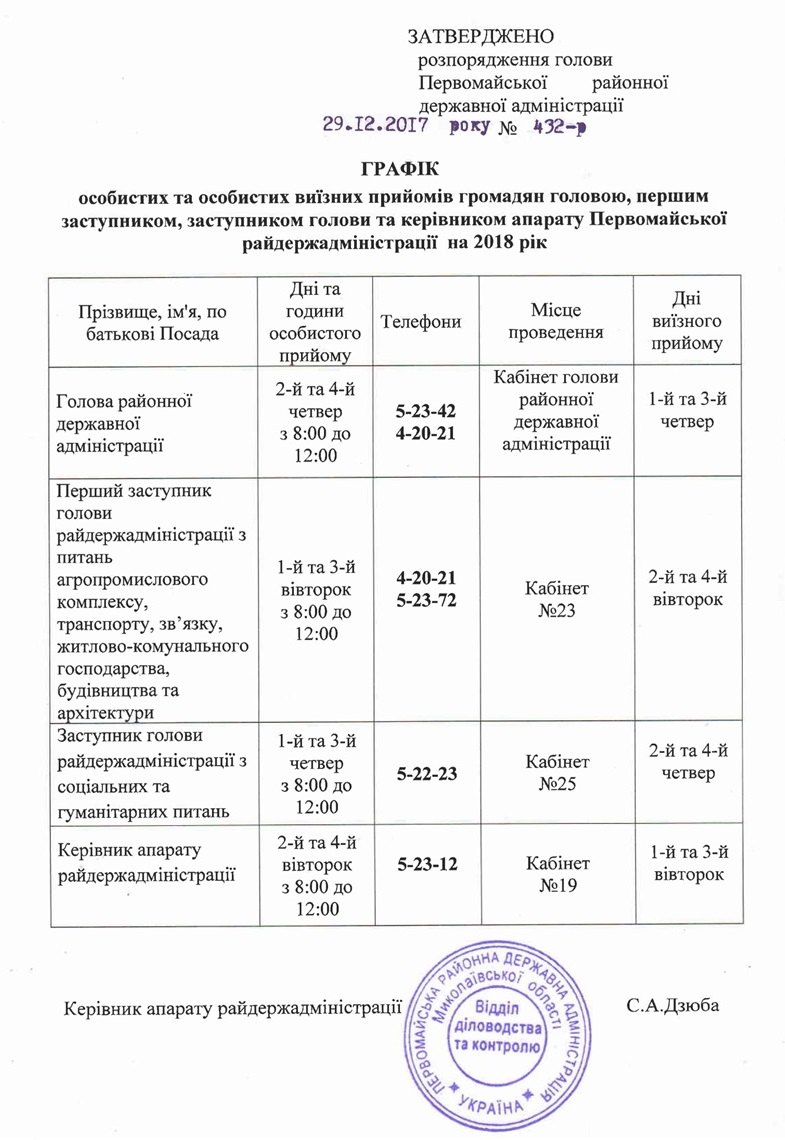 ЗАТВЕРДЖЕНО
розпорядження голови
Первомайської районної
державної адміністрації
29.12.2017 року № 432-р
ГРАФІК
особистих та особистих виїзних прийомів громадян головою, першим
заступником, заступником голови та керівником апарату Первомайської
райдержадміністрації на 2018 рік
Прізвище, ім'я, по
батькові Посада
Дні та
години
особистого
прийому
Телефони
Місце
проведення
Дні
виїзного
прийому
Голова районної
державної
адміністрації
2-й та 4-й
четвер
з 8:00 до
12:00
5-23-42
4-20-21
Кабінет голови
районної
державної
адміністрації
1-й та 3-й
четвер
Перший заступник
голови
райдержадміністрації з
питань
агропромислового
комплексу,
транспорту, зв’язку,
житлово-комунального
господарства,
будівництва та
архітектури
1-й та 3-й
вівторок
з 8:00 до
12:00
4-20-21
5-23-72
Кабінет
№23
2-й та 4-й
вівторок
Заступник голови
райдержадміністрації з
соціальних та
гуманітарних питань
1-й та 3-й
четвер
з 8:00 до
12:00
5-22-23
Кабінет
№25
2-й та 4-й
четвер
Керівник апарату
райдержадміністрації
2-й та 4-й
вівторок
з 8:00 до
12:00
5-23-12
Кабінет
№19
1-й та 3-й
вівторок
Керівник апарату райдержадміністрації
С.А.Дзюба
ПЕРВОМАЙСЬКА РАЙОННА ДЕРЖАВНА АДМІНІСТРАЦІЯ
Миколаївської області
Відділ
діловодства
та контролю
УКРАЇНА